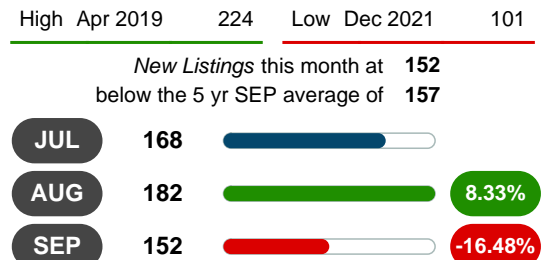 High Apr 2019 224 Low Dec 2021 101
New Listings this month at 152
below the 5 yr SEP average of 157
JUL 168
AUG 182 8.33%
SEP 152 -16.48%